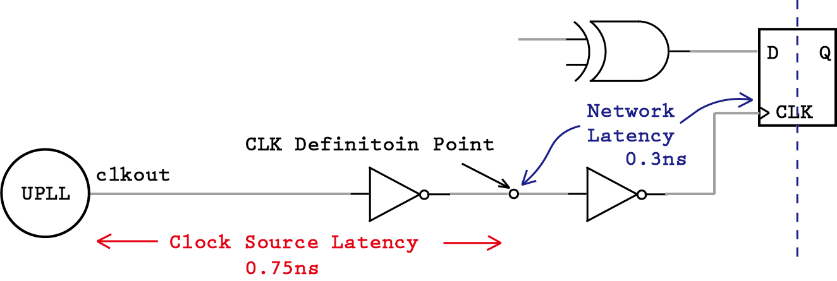 D Q
CLK
Network
Latency
0.3ns
CLK Definitoin Point
clkout
UPLL
Clock Source Latency
0.75ns